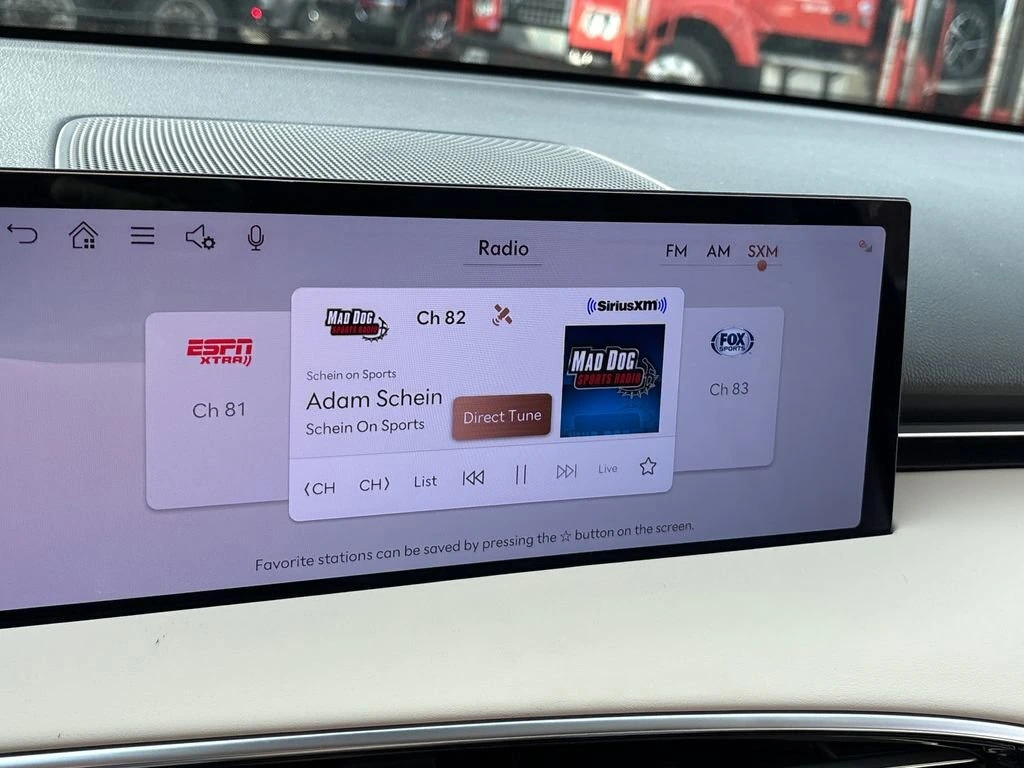 Radio
FM AM SXM
ESPN
XTRA
Ch 81
MAD DOG
SPORTS RADIO
Ch 82
SiriusXM
Schein on Sports
Adam Schein
Schein On Sports
Direct Tune
MAD DOG
SPORTS RADIO
〈CH CH〉 List Live
FOX
SPORTS
Ch 83
Favorite stations can be saved by pressing the ☆ button on the screen.